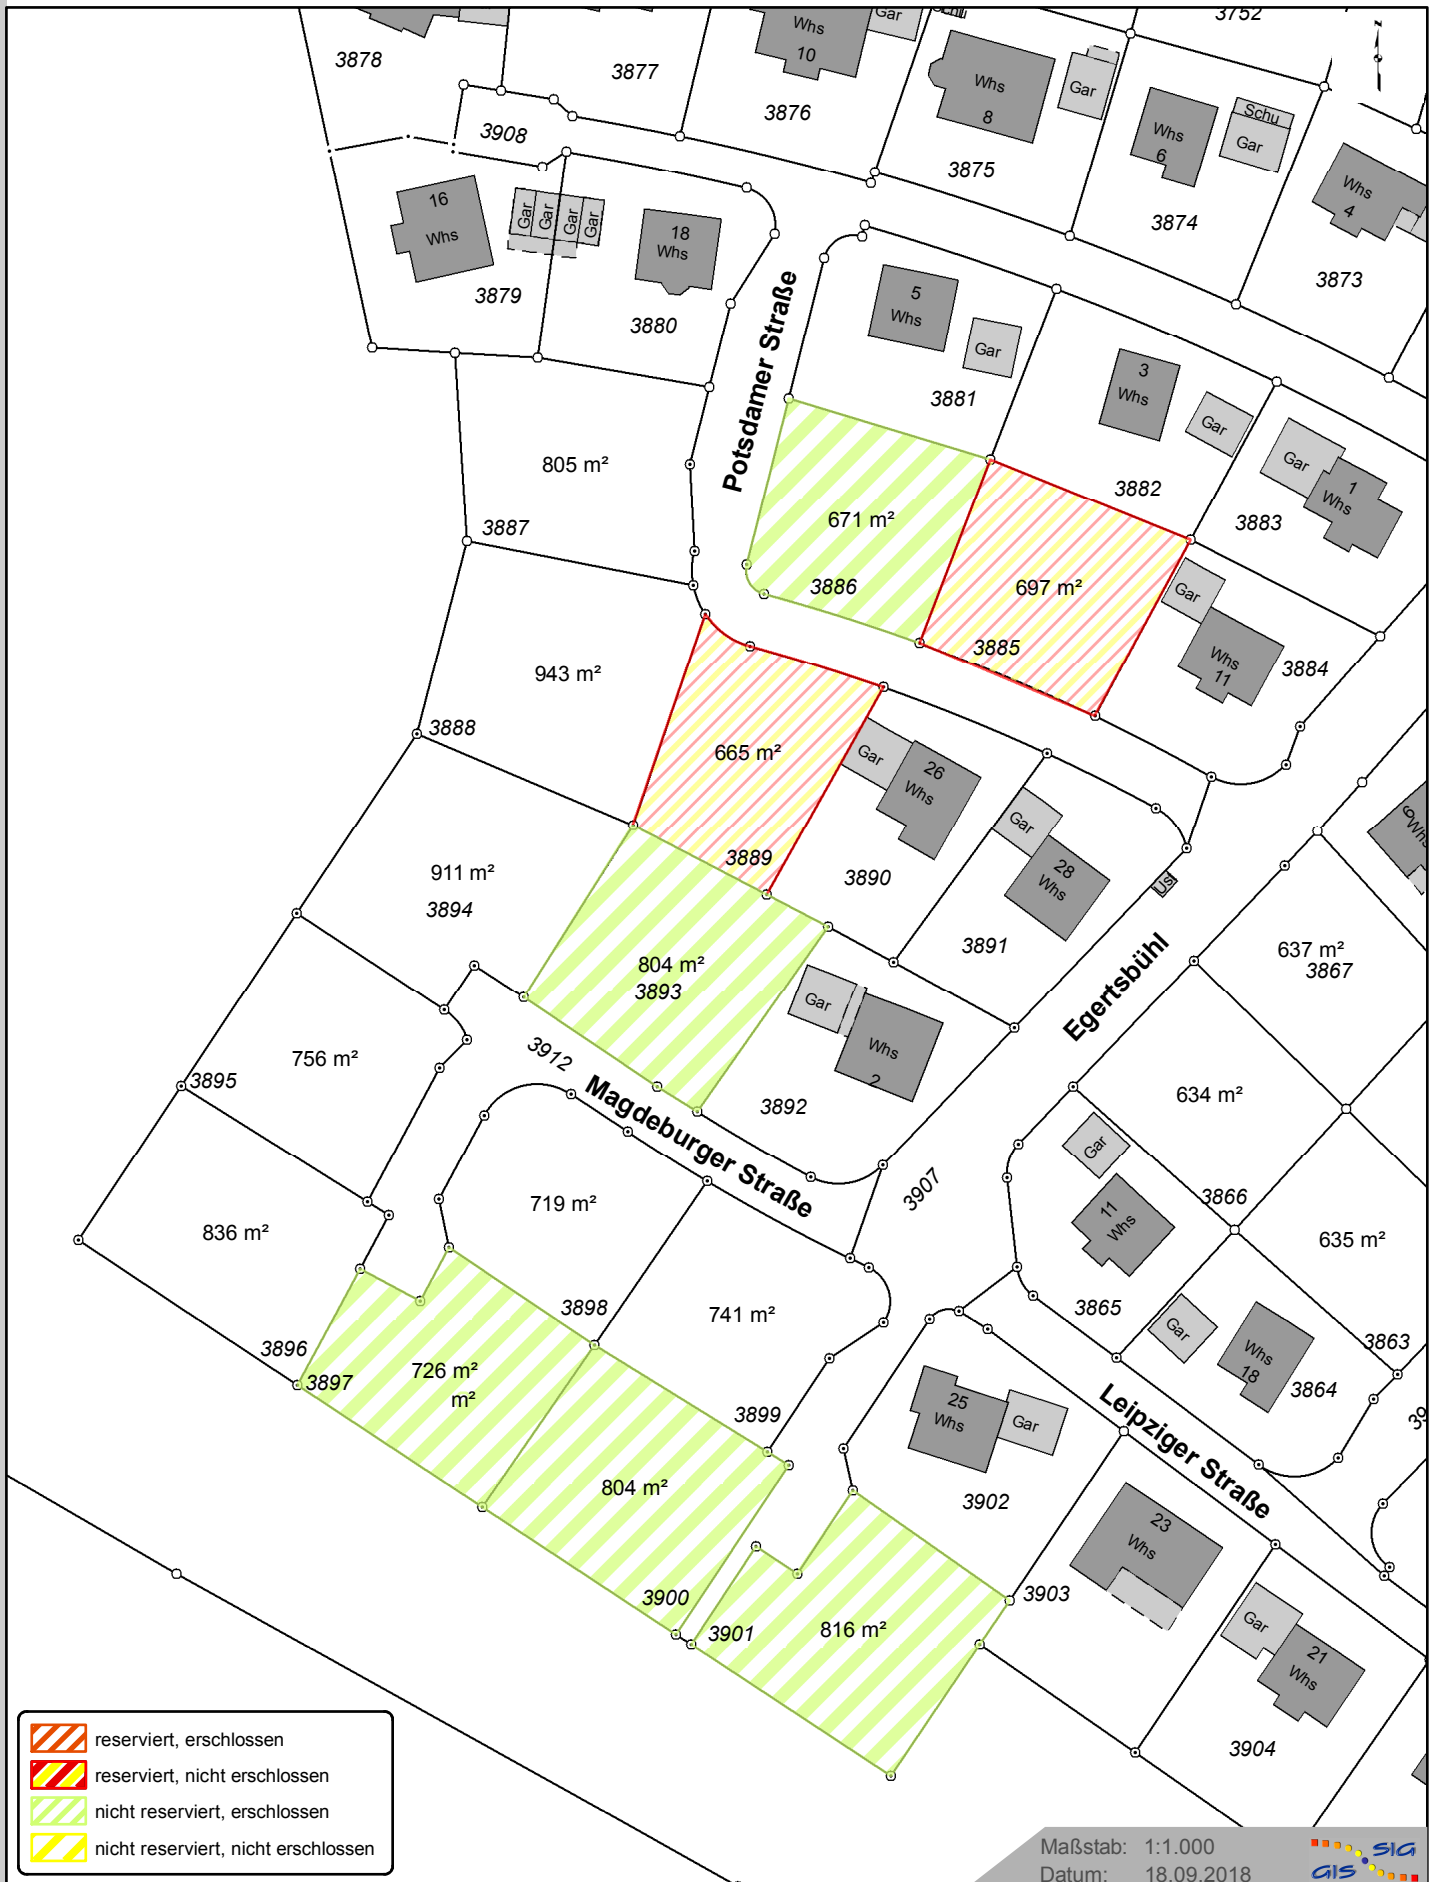 3752
3878
3877
Whs
10
Gar
Schu
3876
Whs
8
Gar
3875
3908
Whs
6
Schu
Gar
3874
Whs
4
3873
16
Whs
Gar
Gar
Gar
Gar
18
Whs
3879
3880
Potsdamer Straße
5
Whs
Gar
3881
3
Whs
Gar
3882
Gar
1
Whs
3883
805 m²
3887
671 m²
3886
697 m²
3885
Gar
Whs
11
3884
943 m²
3888
665 m²
3889
Gar
26
Whs
3890
Gar
28
Whs
3891
Us
9
Whs
911 m²
3894
804 m²
3893
Gar
Whs
2
3892
Egertsbühl
637 m²
3867
756 m²
3895
3912
Magdeburger Straße
634 m²
3866
Gar
11
Whs
3865
3907
635 m²
836 m²
3896
719 m²
3898
741 m²
3899
Gar
Whs
18
3864
3863
39
726 m²
m²
3897
804 m²
3900
25
Whs
Gar
3902
Leipziger Straße
23
Whs
3903
3901
816 m²
Gar
21
Whs
3904
reserviert, erschlossen
reserviert, nicht erschlossen
nicht reserviert, erschlossen
nicht reserviert, nicht erschlossen
Maßstab: 1:1.000
Datum: 18.09.2018
SIG
GIS